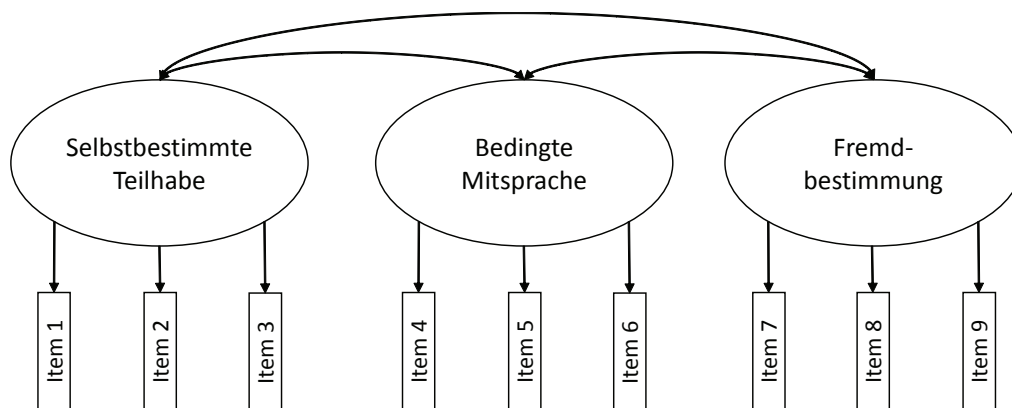 Selbstbestimmte
Teilhabe
Bedingte
Mitsprache
Fremd-
bestimmung
Item 1
Item 2
Item 3
Item 4
Item 5
Item 6
Item 7
Item 8
Item 9